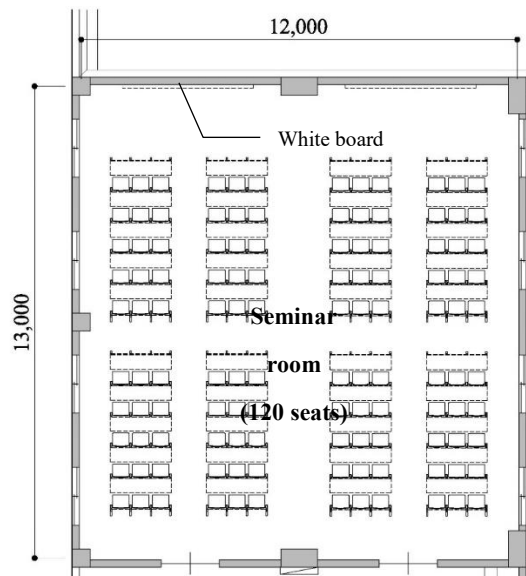 12,000
White board
13,000
Seminar
room
(120 seats)